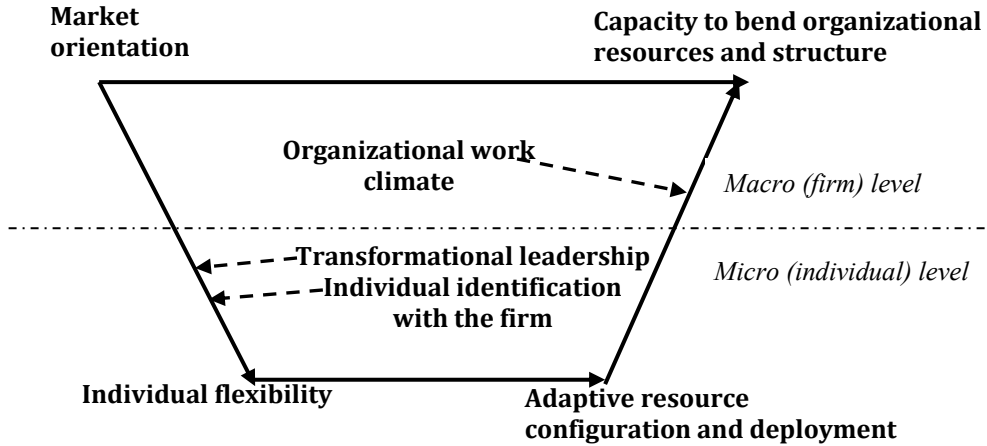 Market
orientation
Capacity to bend organizational
resources and structure
Organizational work
climate
Macro (firm) level
Transformational leadership
Micro (individual) level
Individual identification
with the firm
Individual flexibility
Adaptive resource
configuration and deployment